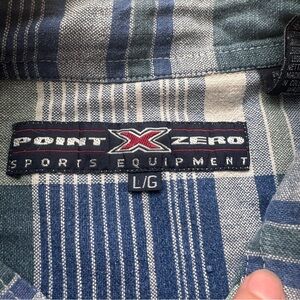 POINT X ZERO
SPORTS EQUIPMENT
L/G